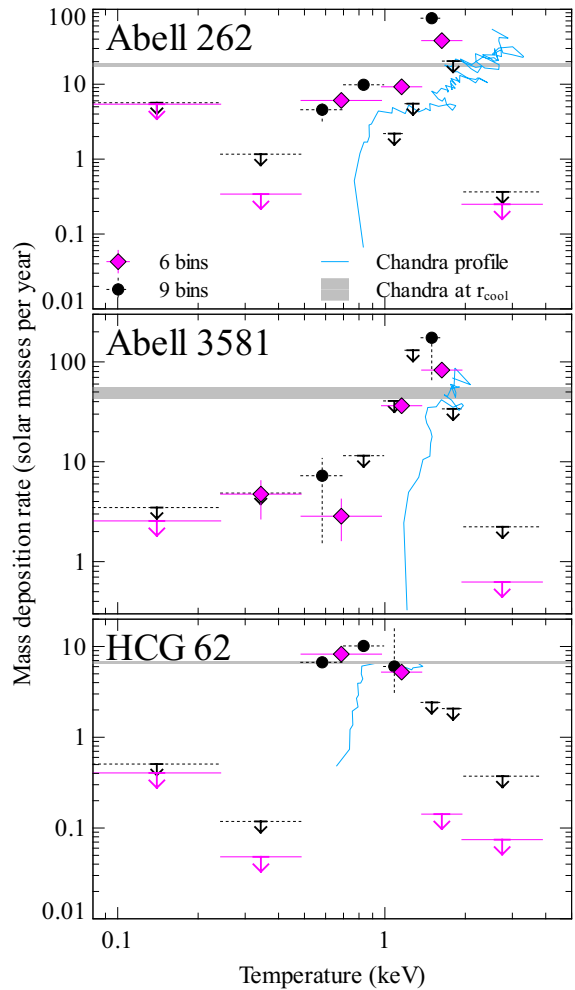 Abell 262
100
10
1
0.1
0.01
6 bins
9 bins
Chandra profile
Chandra at r_cool
Abell 3581
100
10
1
HCG 62
10
1
0.1
0.01
0.1
1
Mass deposition rate (solar masses per year)
Temperature (keV)